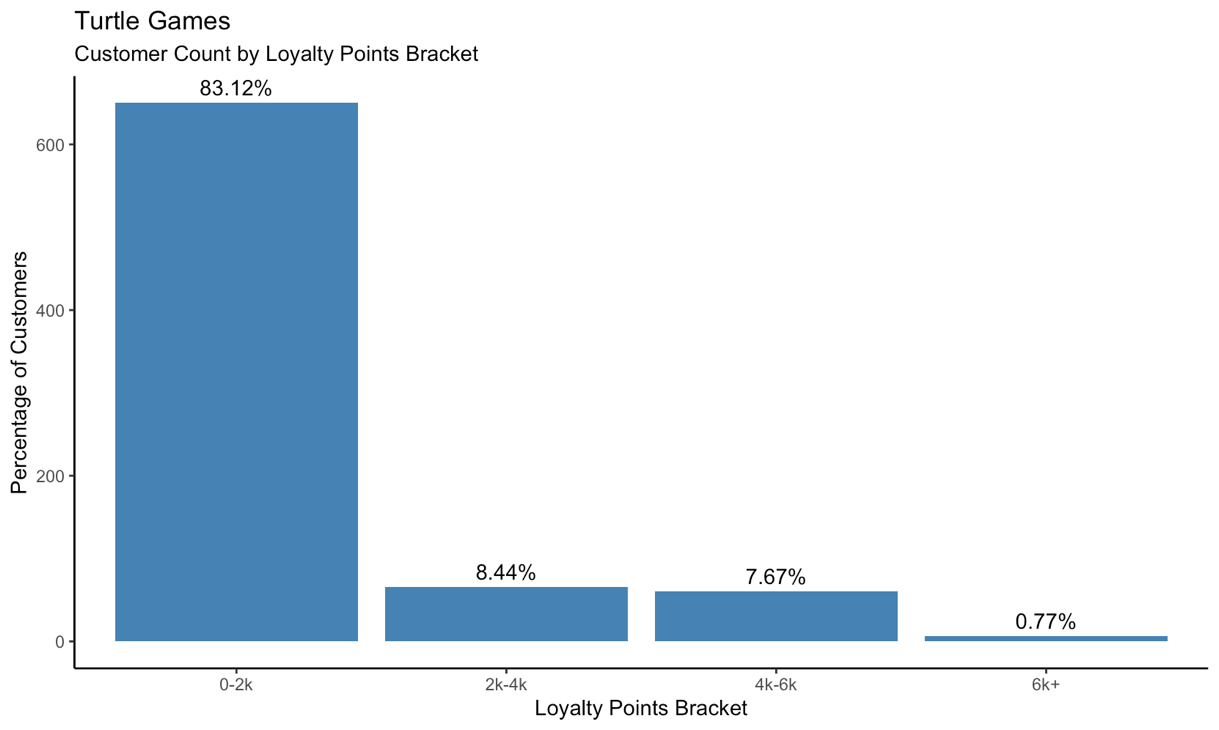 Turtle Games
Customer Count by Loyalty Points Bracket
83.12%
600
400
200
0
Percentage of Customers
8.44%
7.67%
0.77%
0-2k
2k-4k
4k-6k
6k+
Loyalty Points Bracket